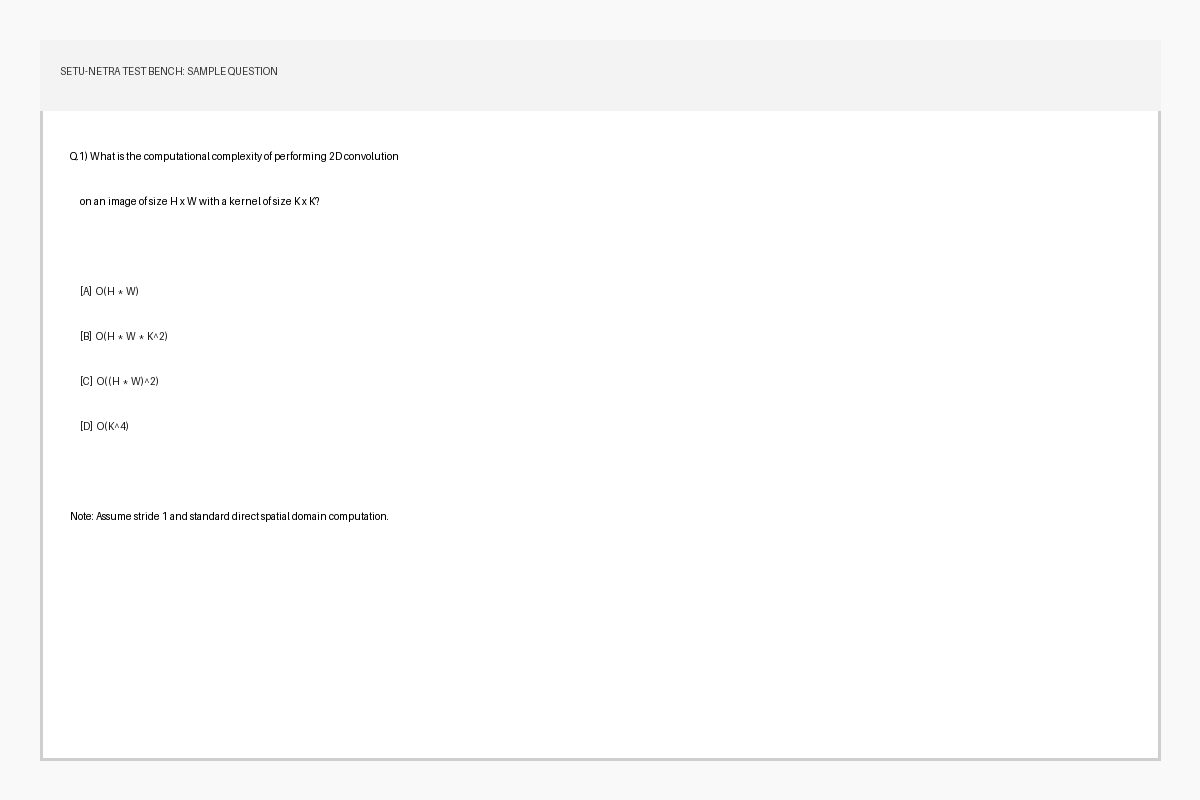 SETU-NETRA TEST BENCH: SAMPLE QUESTION
Q.1) What is the computational complexity of performing 2D convolution
on an image of size H x W with a kernel of size K x K?
[A] O(H * W)
[B] O(H * W * K^2)
[C] O((H * W)^2)
[D] O(K^4)
Note: Assume stride 1 and standard direct spatial domain computation.